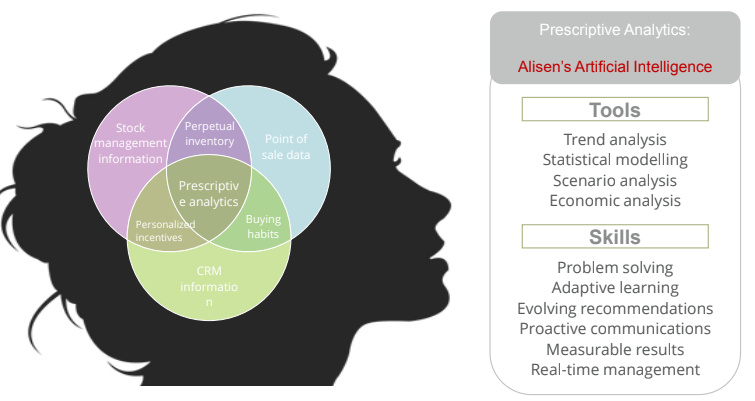 Prescriptive Analytics:
Alisen's Artificial Intelligence
Stock
management
information
Perpetual
inventory
Point of
sale data
Prescriptiv
e analytics
Personalized
incentives
Buying
habits
CRM
informatio
n
Tools
Trend analysis
Statistical modelling
Scenario analysis
Economic analysis
Skills
Problem solving
Adaptive learning
Evolving recommendations
Proactive communications
Measurable results
Real-time management